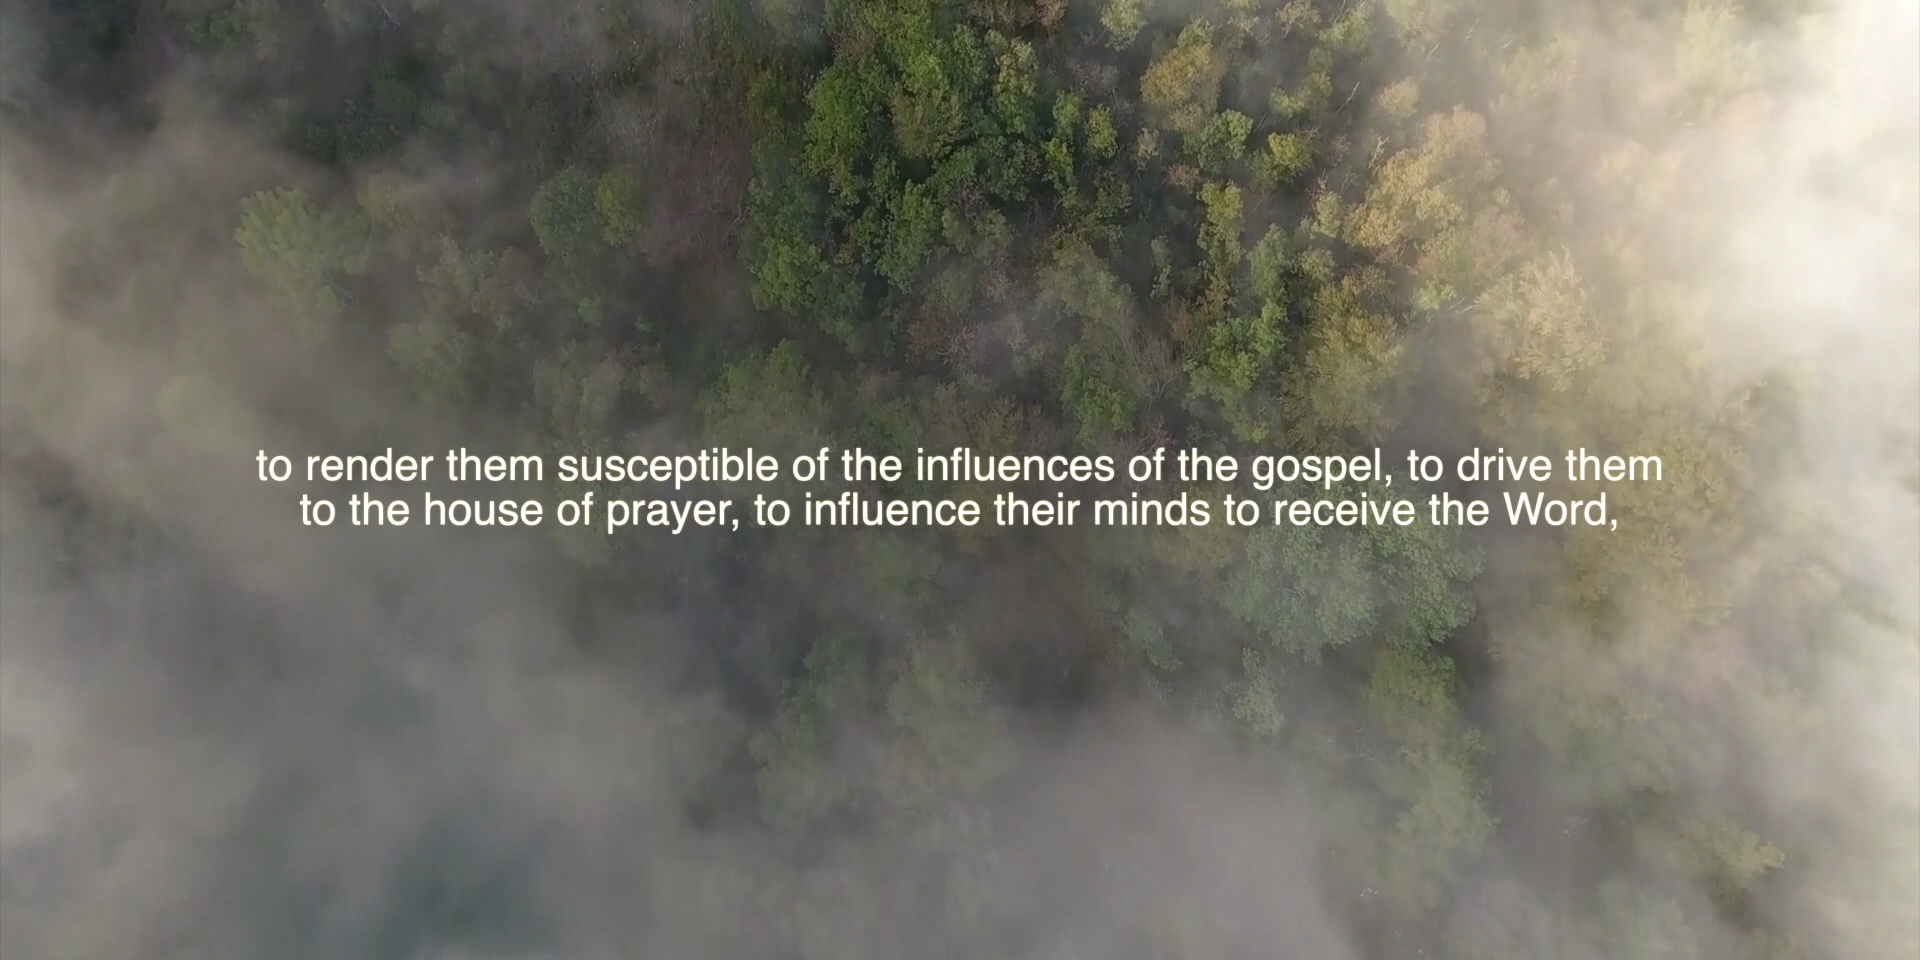 to render them susceptible of the influences of the gospel, to drive them
to the house of prayer, to influence their minds to receive the Word,